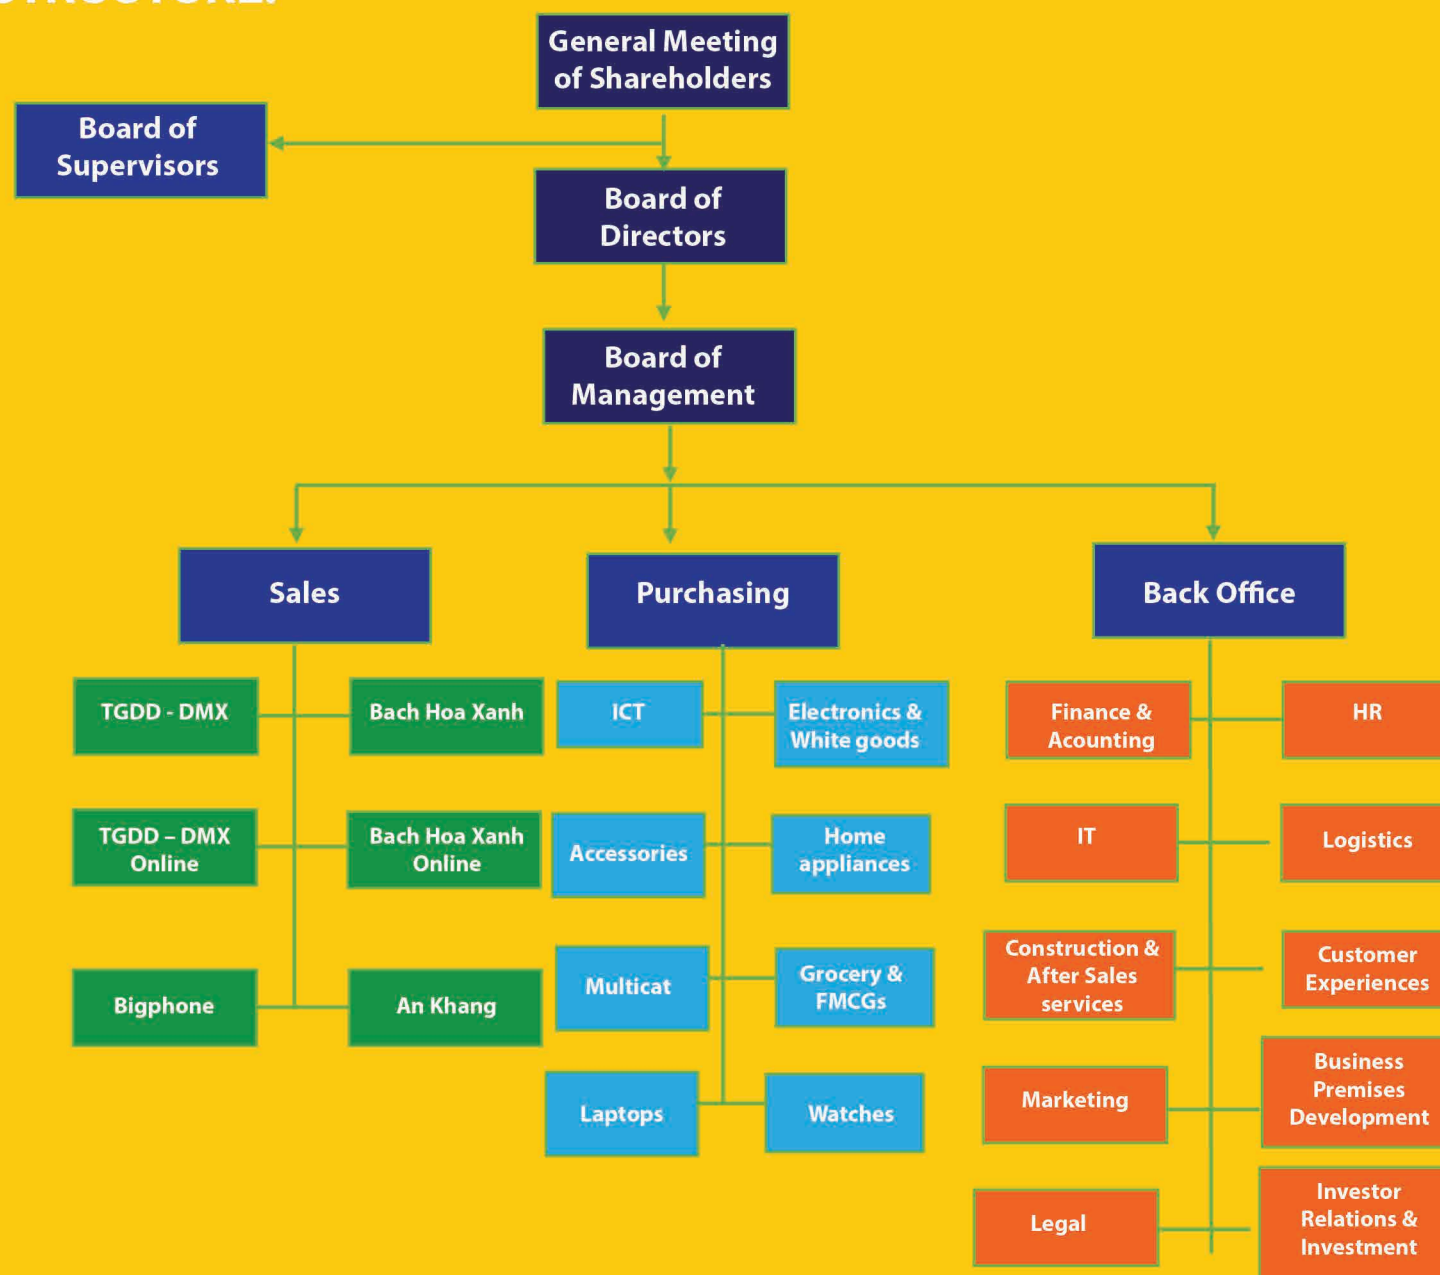 General Meeting
of Shareholders
Board of
Supervisors
Board of
Directors
Board of
Management
Sales
Purchasing
Back Office
TGDD - DMX
Bach Hoa Xanh
TGDD – DMX
Online
Bach Hoa Xanh
Online
Bigphone
An Khang
ICT
Electronics &
White goods
Accessories
Home
appliances
Multicat
Grocery &
FMCGs
Laptops
Watches
Finance &
Acounting
HR
IT
Logistics
Construction &
After Sales
services
Customer
Experiences
Marketing
Business
Premises
Development
Legal
Investor
Relations &
Investment